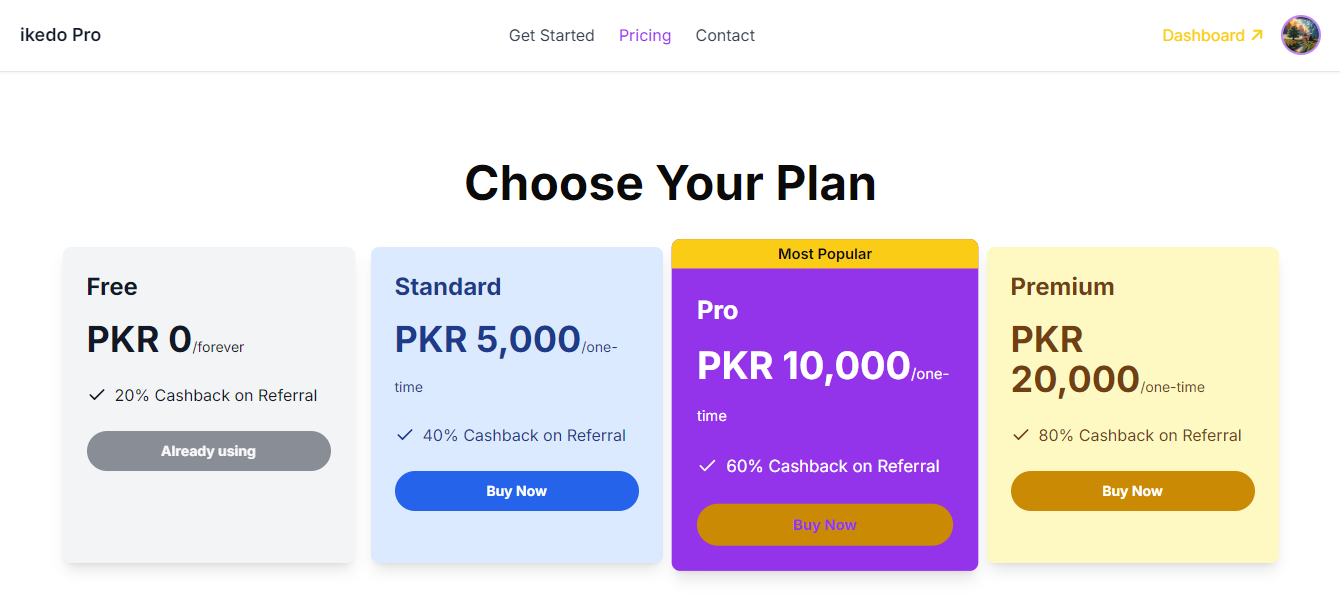 ikedo Pro
Get Started
Pricing
Contact
Dashboard
Choose Your Plan
Free
PKR 0/forever
20% Cashback on Referral
Already using
Standard
PKR 5,000/one-
time
40% Cashback on Referral
Buy Now
Most Popular
Pro
PKR 10,000/one-
time
60% Cashback on Referral
Buy Now
Premium
PKR
20,000/one-time
80% Cashback on Referral
Buy Now